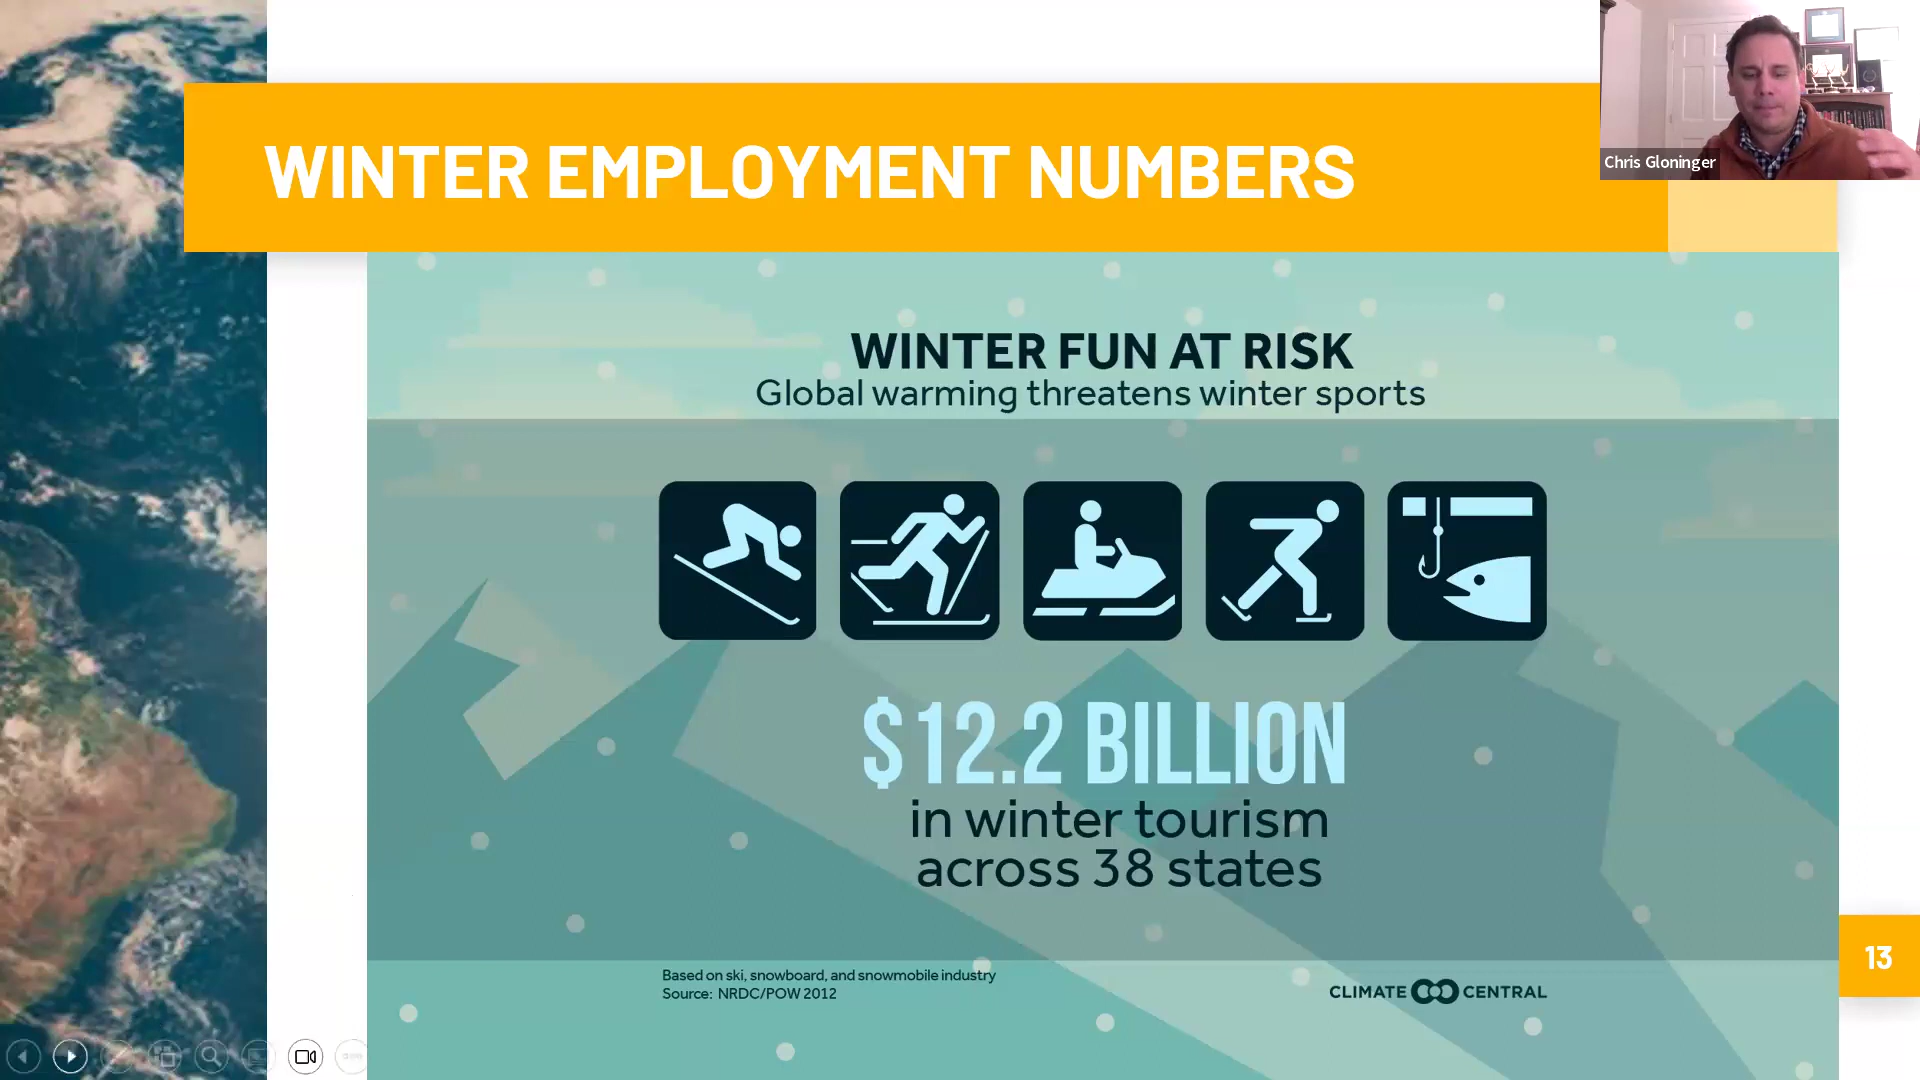 WINTER EMPLOYMENT NUMBERS
Chris Gloninger
WINTER FUN AT RISK
Global warming threatens winter sports
$12.2 BILLION
in winter tourism
across 38 states
Based on ski, snowboard, and snowmobile industry
Source: NRDC/POW 2012
CLIMATE CENTRAL
13